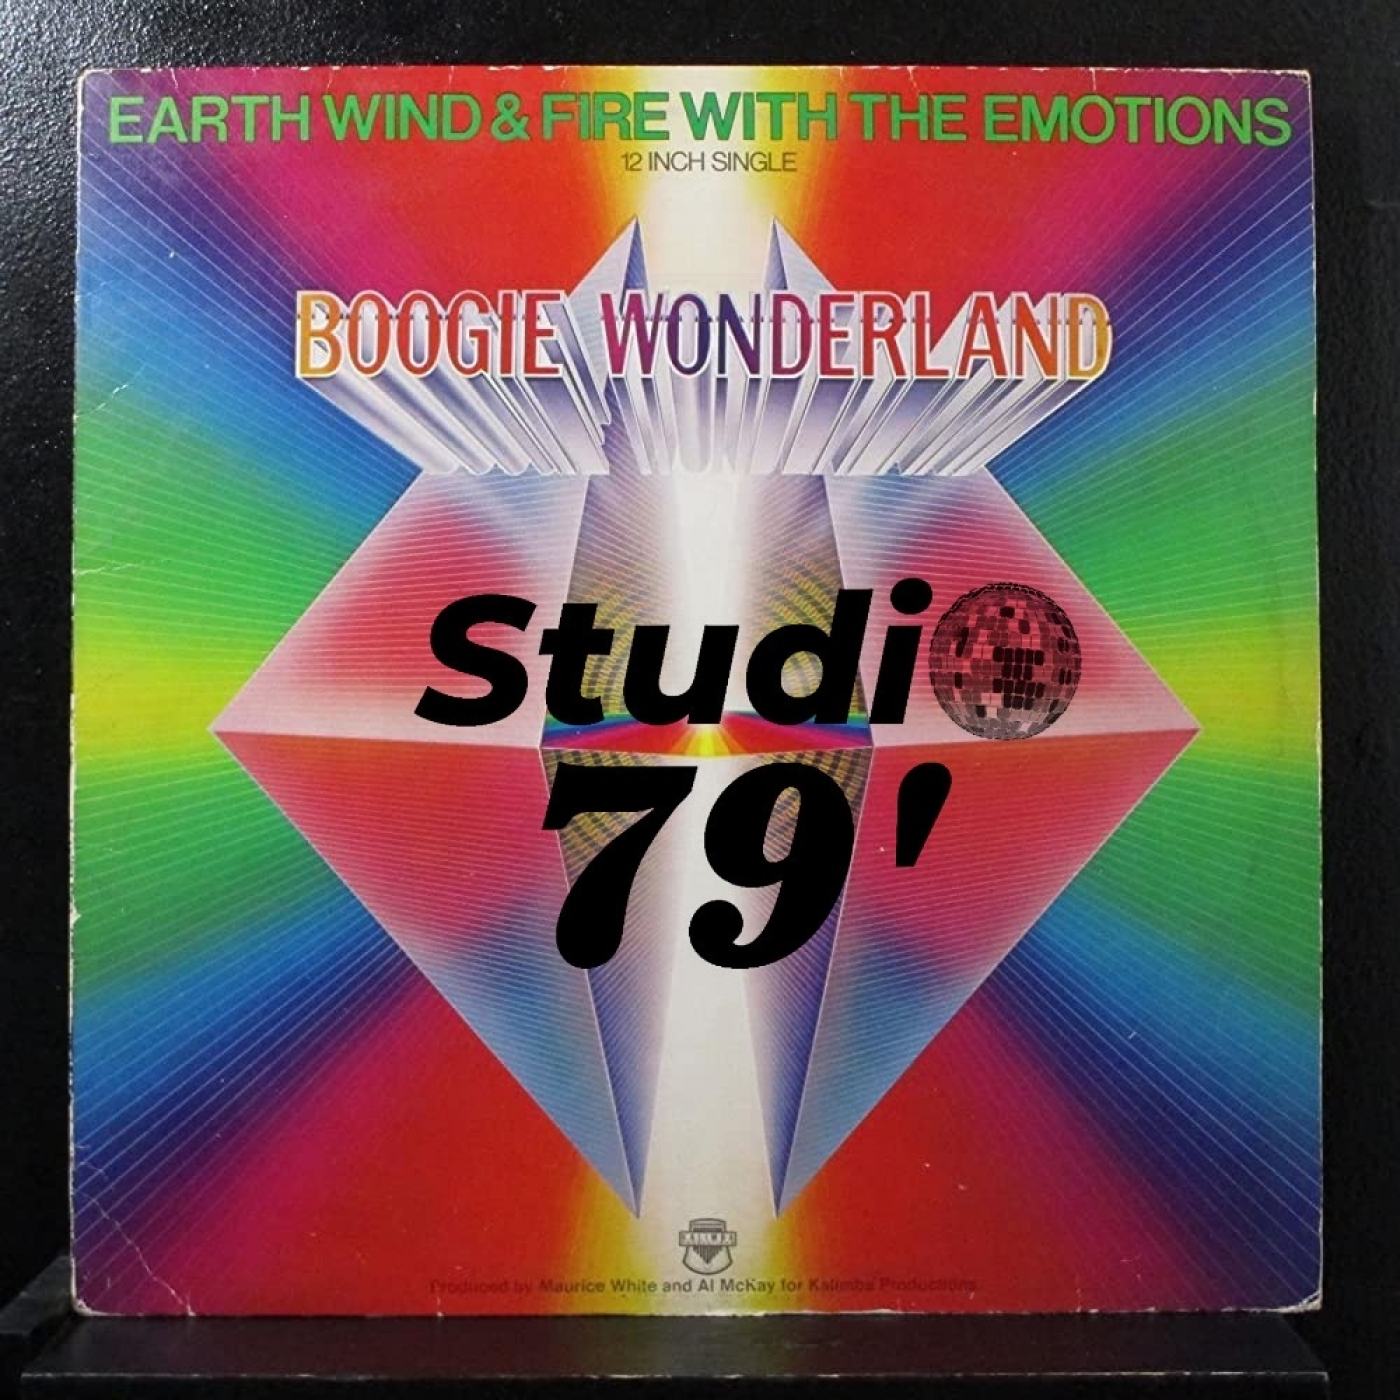 EARTH WIND & FIRE WITH THE EMOTIONS
12 INCH SINGLE
BOOGIE WONDERLAND
Studi
79'
KALIMBA
Produced by Maurice White and Al McKay for Kalimba Productions